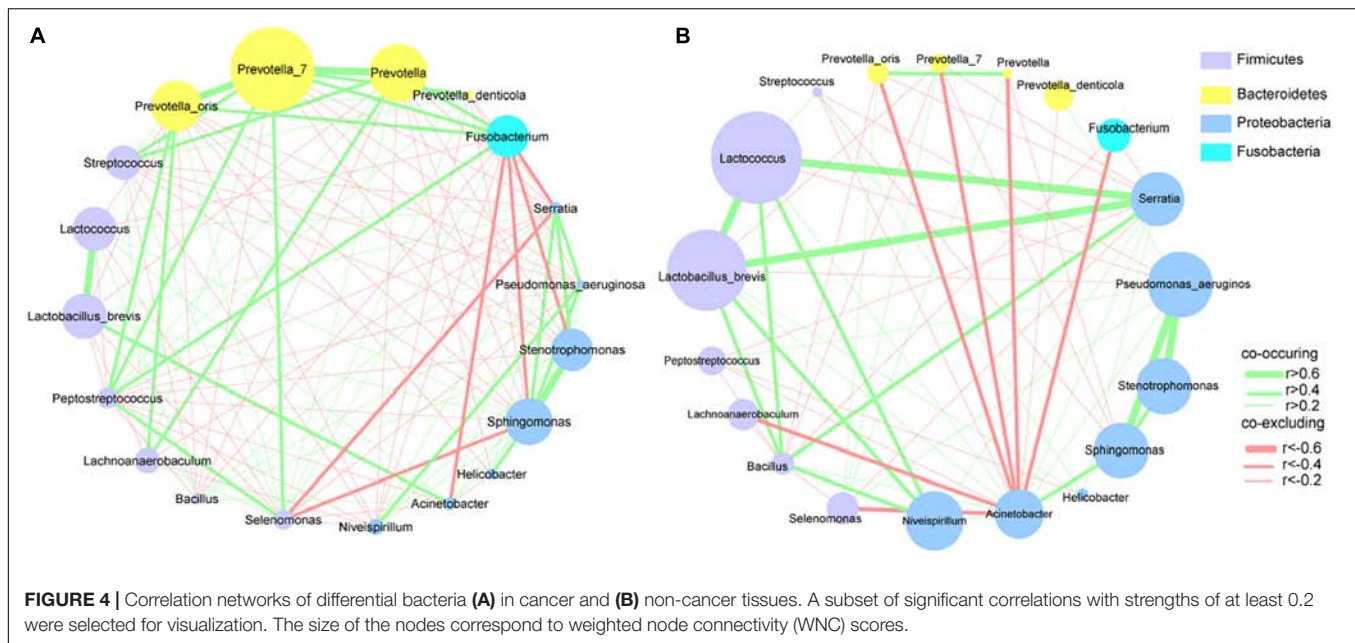 A
Prevotella_7
Prevotella
Prevotella_oris
Prevotella_denticola
Fusobacterium
Streptococcus
Serratia
Lactococcus
Pseudomonas_aeruginosa
Lactobacillus_brevis
Stenotrophomonas
Peptostreptococcus
Sphingomonas
Lachnoanaerobaculum
Helicobacter
Bacillus
Acinetobacter
Selenomonas
Niveispirillum
B
Prevotella_oris
Prevotella_7
Prevotella
Streptococcus
Prevotella_denticola
Fusobacterium
Lactococcus
Serratia
Lactobacillus_brevis
Pseudomonas_aeruginos
Peptostreptococcus
Stenotrophomonas
Lachnoanaerobaculum
Sphingomonas
Bacillus
Helicobacter
Selenomonas
Niveispirillum
Acinetobacter
Firmicutes
Bacteroidetes
Proteobacteria
Fusobacteria
co-occuring
r>0.6
r>0.4
r>0.2
co-excluding
r<-0.6
r<-0.4
r<-0.2
FIGURE 4 | Correlation networks of differential bacteria (A) in cancer and (B) non-cancer tissues. A subset of significant correlations with strengths of at least 0.2
were selected for visualization. The size of the nodes correspond to weighted node connectivity (WNC) scores.